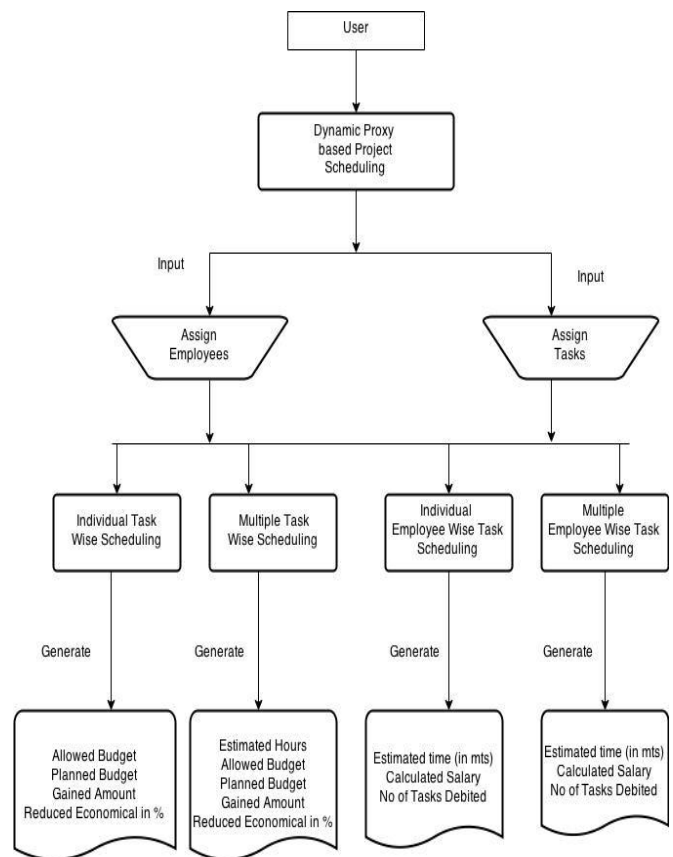 User
Dynamic Proxy
based Project
Scheduling
Input
Input
Assign
Employees
Assign
Tasks
Individual Task
Wise Scheduling
Multiple Task
Wise Scheduling
Individual
Employee Wise Task
Scheduling
Multiple
Employee Wise Task
Scheduling
Generate
Generate
Generate
Generate
Allowed Budget
Planned Budget
Gained Amount
Reduced Economical in %
Estimated Hours
Allowed Budget
Planned Budget
Gained Amount
Reduced Economical in %
Estimated time (in mts)
Calculated Salary
No of Tasks Debited
Estimated time (in mts)
Calculated Salary
No of Tasks Debited